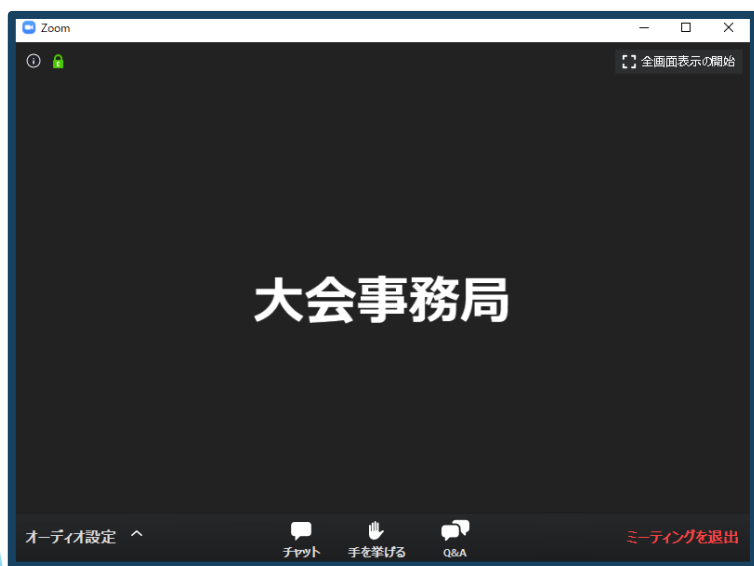 Zoom
全画面表示の開始
大会事務局
オーディオ設定
チャット
手を挙げる
Q&A
ミーティングを退出